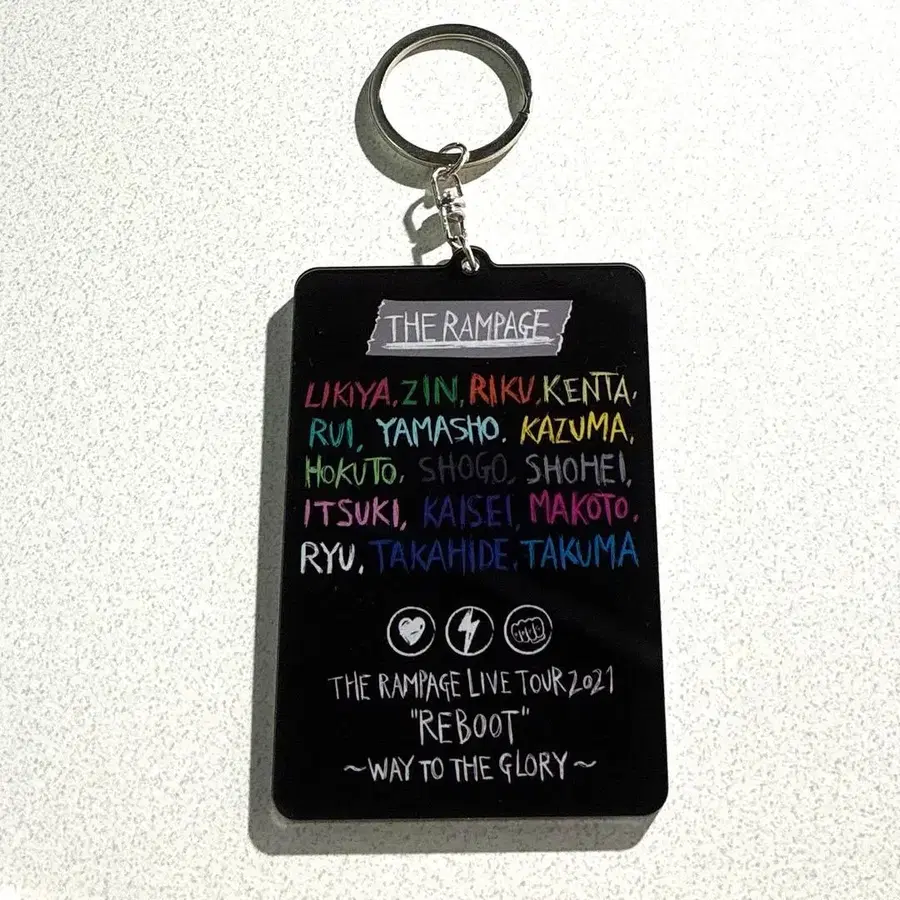 THE RAMPAGE
LIKIYA, ZIN, RIKU, KENTA,
RUI, YAMASHO, KAZUMA,
HOKUTO, SHOGO, SHOHEI,
ITSUKI, KAISEI, MAKOTO,
RYU, TAKAHIDE, TAKUMA
THE RAMPAGE LIVE TOUR 2021
"REBOOT"
~WAY TO THE GLORY~